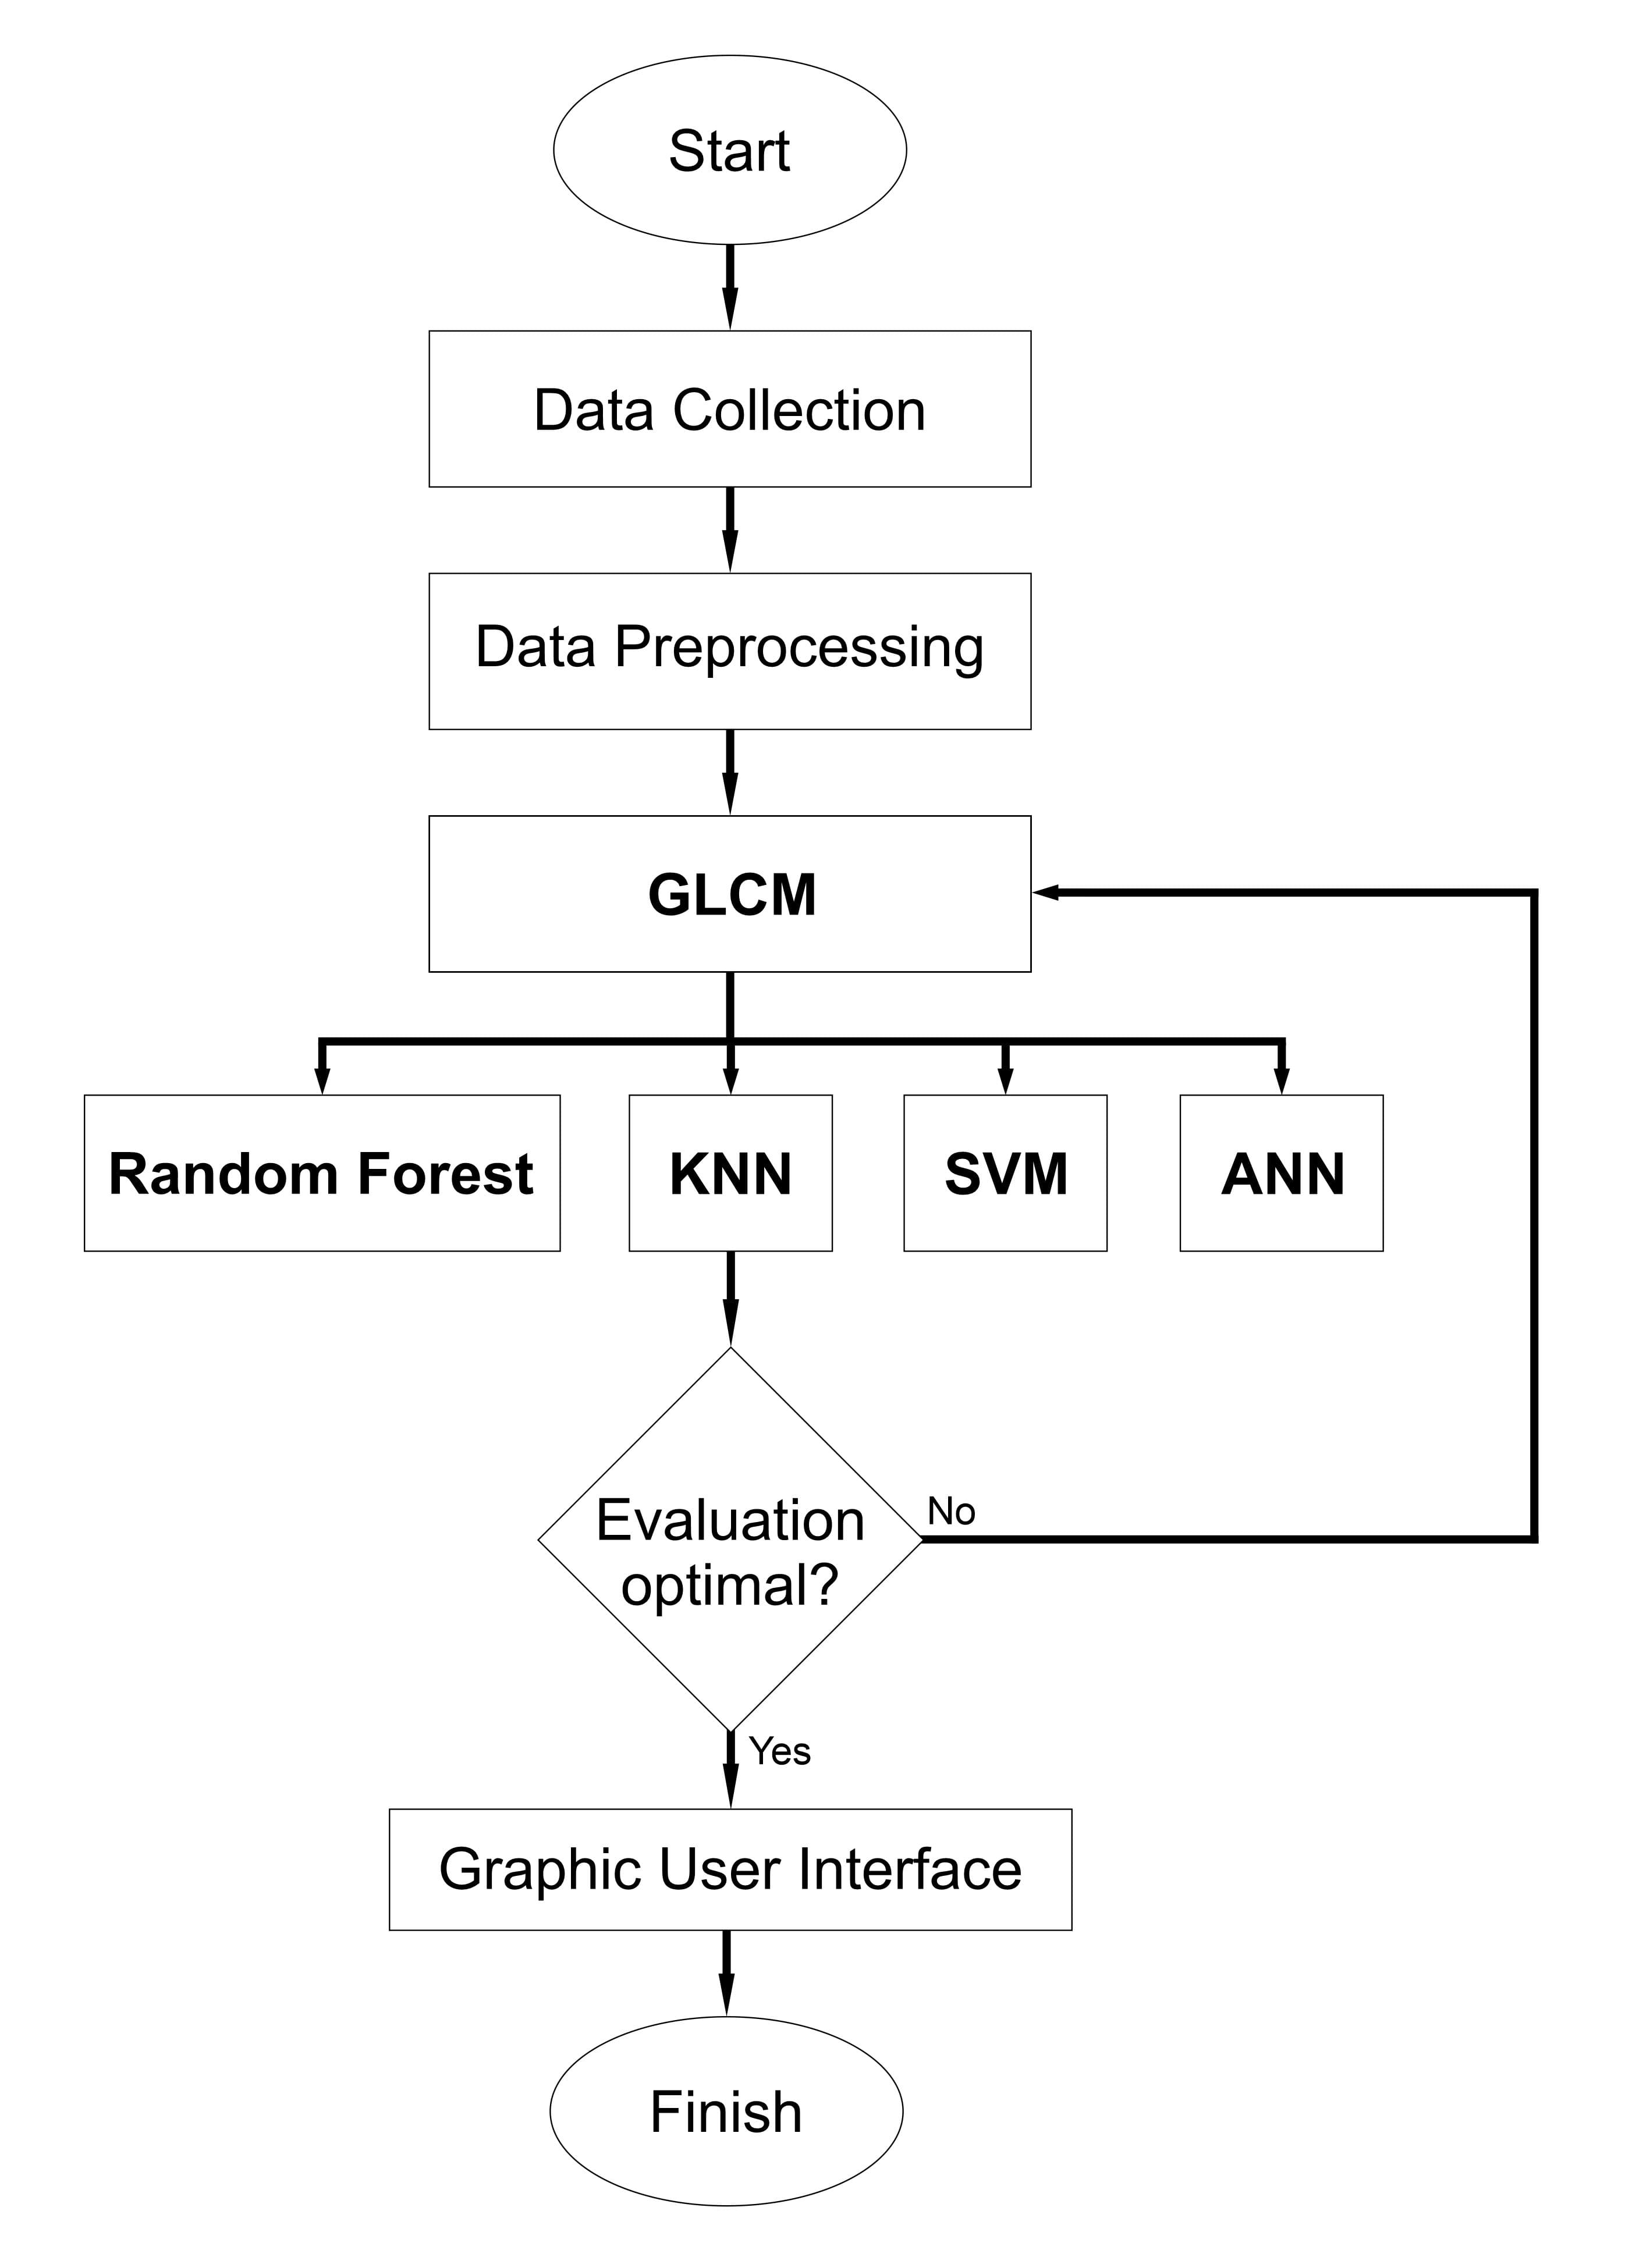 Start
Data Collection
Data Preprocessing
GLCM
Random Forest
KNN
SVM
ANN
Evaluation
optimal?
No
Yes
Graphic User Interface
Finish